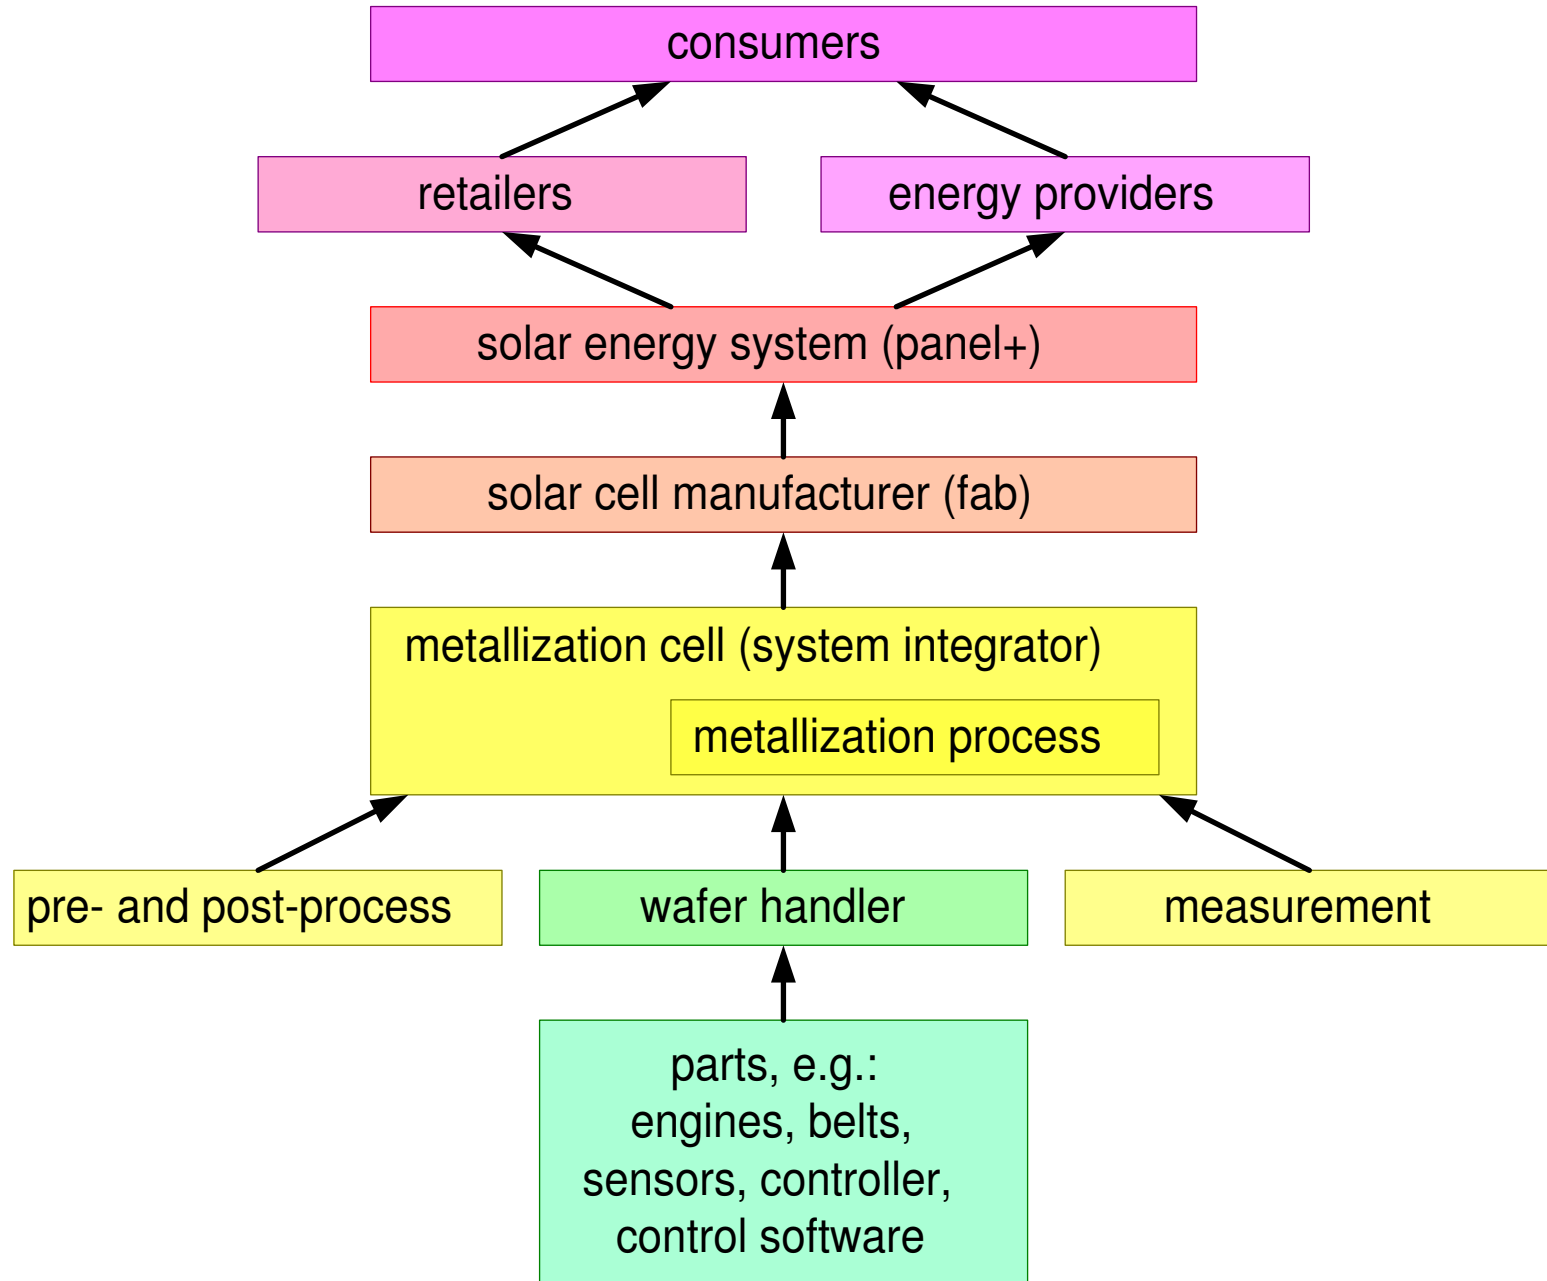 consumers
retailers
energy providers
solar energy system (panel+)
solar cell manufacturer (fab)
metallization cell (system integrator)
metallization process
pre- and post-process
wafer handler
measurement
parts, e.g.:
engines, belts,
sensors, controller,
control software